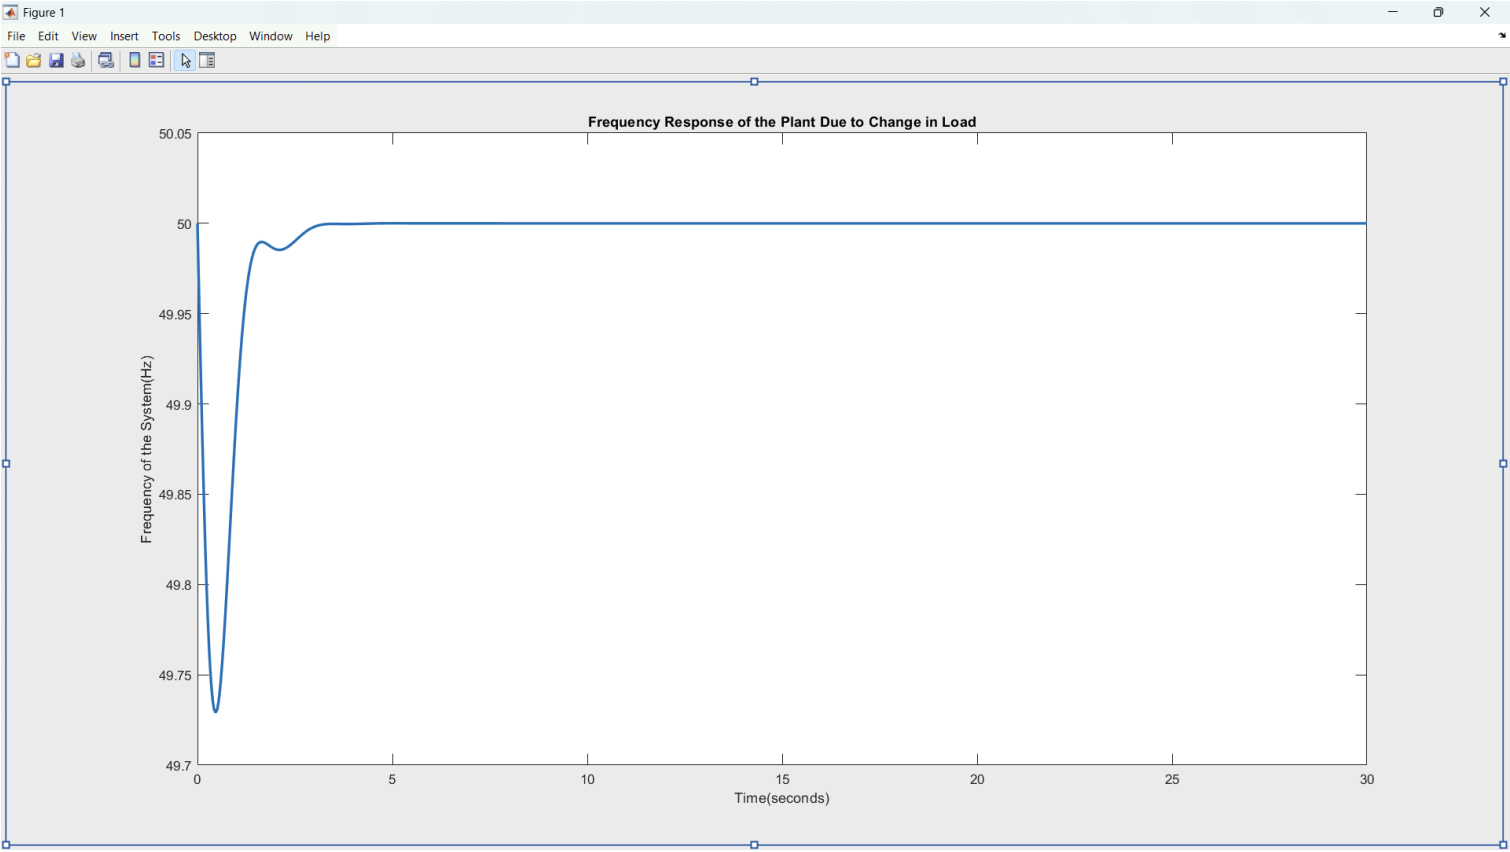 Figure 1
File Edit View Insert Tools Desktop Window Help
Frequency Response of the Plant Due to Change in Load
50.05
50
49.95
49.9
49.85
49.8
49.75
49.7
Frequency of the System(Hz)
0 5 10 15 20 25 30
Time(seconds)